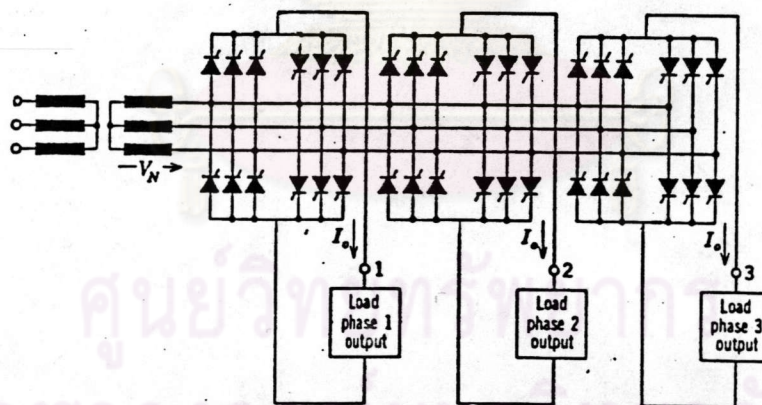 V_N
I_o
1
I_o
2
I_o
3
Load
phase 1
output
Load
phase 2
output
Load
phase 3
output
ศูนย์วิทยทรัพยากร